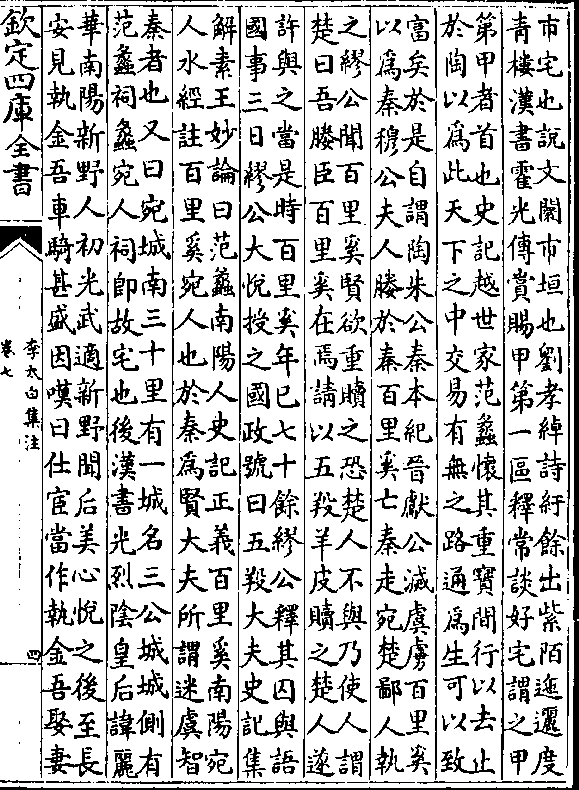 市宅也說文闤市垣也劉孝綽詩紆餘出紫陌迤邐度
青樓漢書霍光傳賞賜甲第一區釋常談好宅謂之甲
第甲者首也史記越世家范蠡懷其重寶間行以去止
於陶以為此天下之中交易有無之路通為生可以致
富矣於是自謂陶朱公秦本紀晉獻公滅虞虜百里奚
以為秦穆公夫人媵於秦百里奚亡秦走宛楚鄙人執
之繆公聞百里奚賢欲重贖之恐楚人不與乃使人謂
楚曰吾媵臣百里奚在焉請以五羖羊皮贖之楚人遂
許與之當是時百里奚年已七十餘繆公釋其囚與語
國事三日繆公大悅授之國政號曰五羖大夫史記集
解素王妙論曰范蠡南陽人史記正義百里奚南陽宛
人水經註百里奚宛人也於秦為賢大夫所謂迷虞智
秦者也又曰宛城南三十里有一城名三公城城側有
范蠡祠蠡宛人祠即故宅也後漢書光烈陰皇后諱麗
華南陽新野人初光武適新野聞后美心悅之後至長
安見執金吾車騎甚盛因嘆曰仕宦當作執金吾娶妻
欽定四庫全書
李太白集注
卷七
四